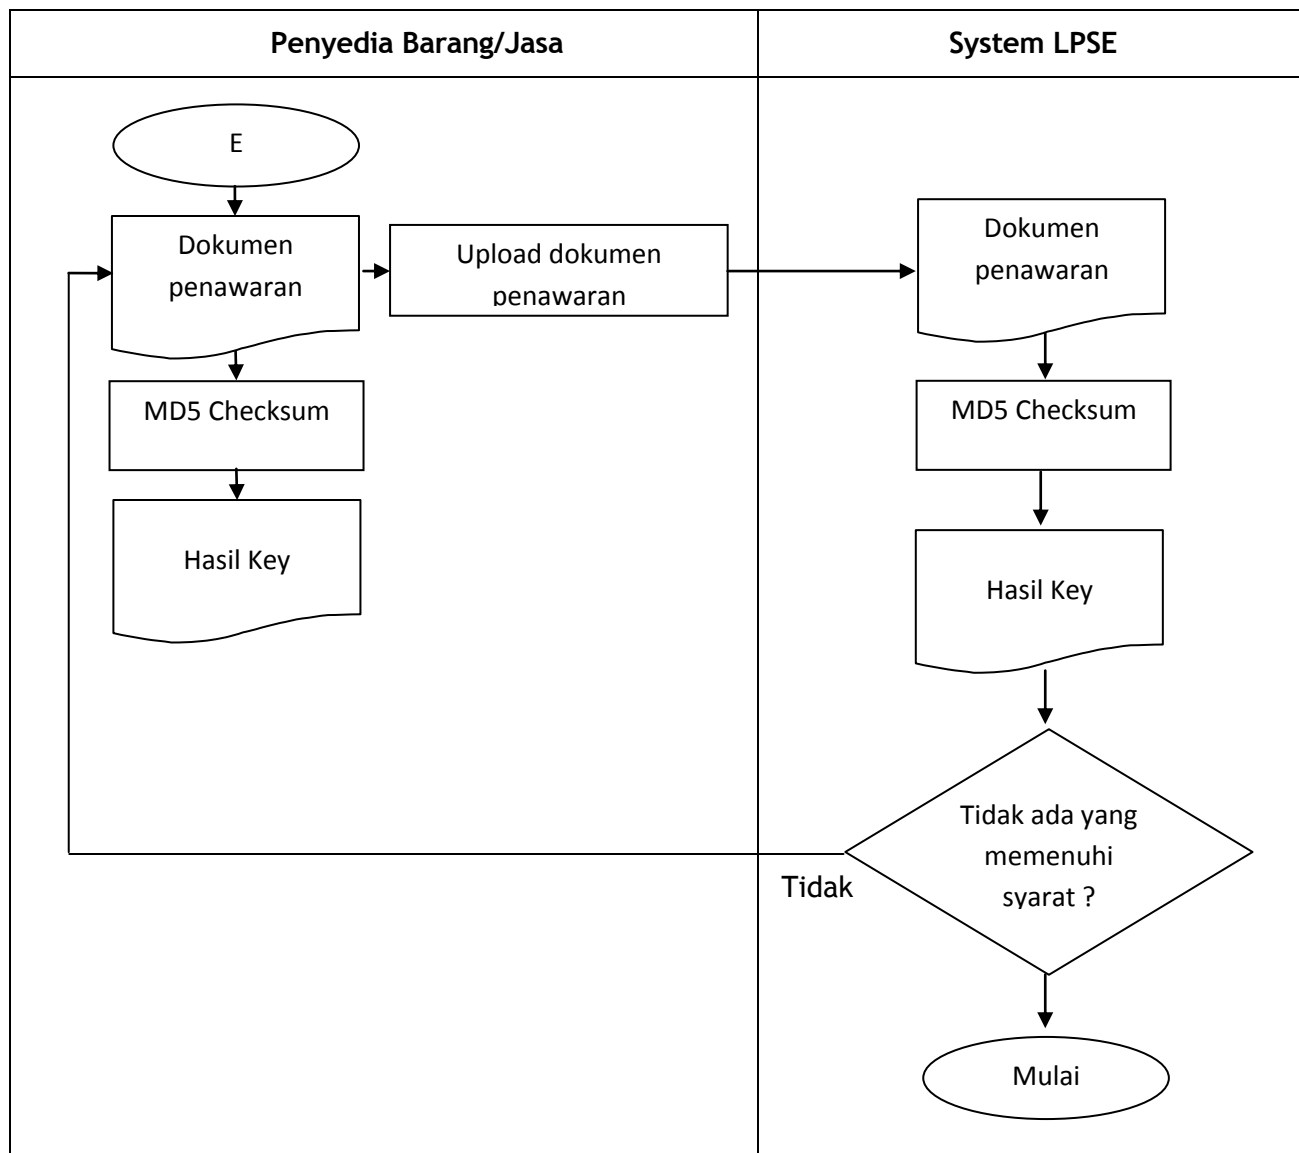 Penyedia Barang/Jasa
System LPSE
E
Dokumen
penawaran
Upload dokumen
penawaran
Dokumen
penawaran
MD5 Checksum
MD5 Checksum
Hasil Key
Hasil Key
Tidak ada yang
memenuhi
syarat ?
Tidak
Mulai